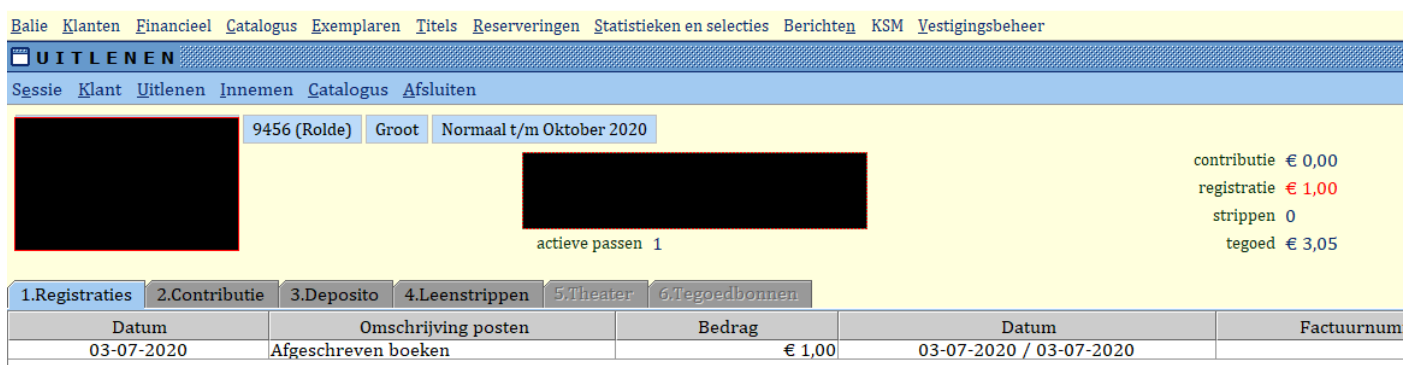 Balie Klanten Financieel Catalogus Exemplaren Titels Reserveringen Statistieken en selecties Berichten KSM Vestigingsbeheer
UITLENEN
Sessie Klant Uitlenen Innemen Catalogus Afsluiten
9456 (Rolde) Groot Normaal t/m Oktober 2020
contributie € 0,00
registratie € 1,00
strippen 0
actieve passen 1
tegoed € 3,05
1.Registraties 2.Contributie 3.Deposito 4.Leenstrippen 5.Theater 6.Tegoedbonnen
Datum Omschrijving posten Bedrag Datum
03-07-2020 Afgeschreven boeken € 1,00 03-07-2020 / 03-07-2020